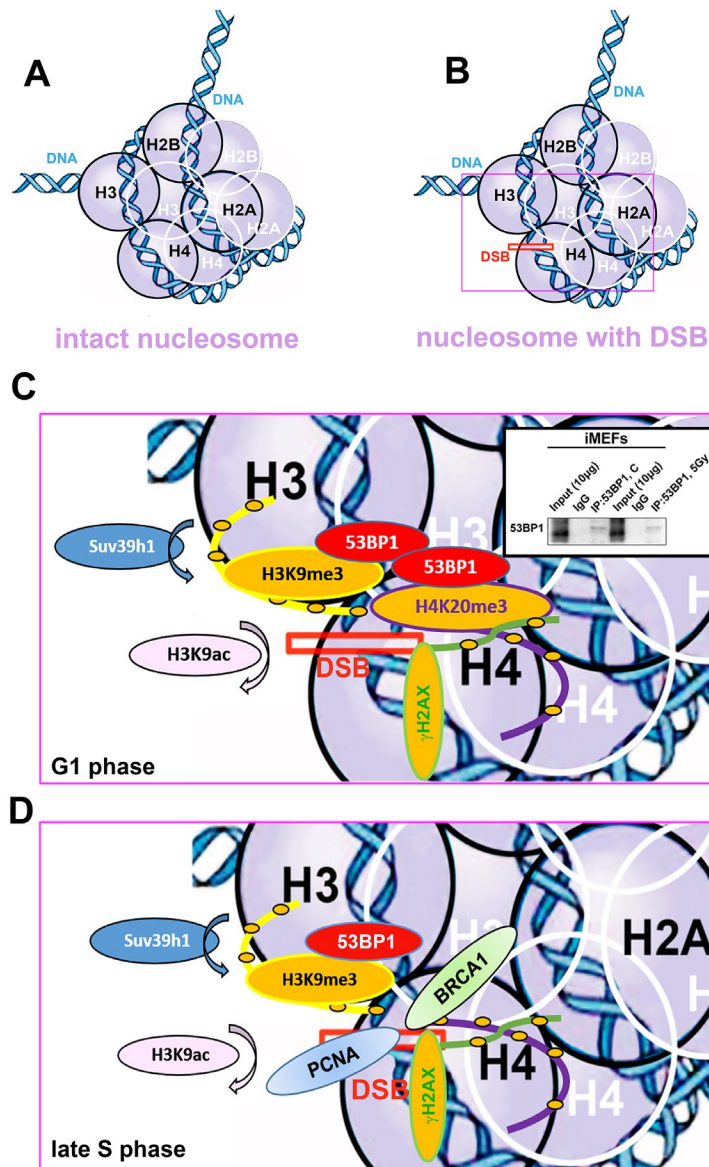 A
DNA
DNA
H2B
H2B
H3
H3
H2A
H2A
H4
H4
intact nucleosome
B
DNA
DNA
H2B
H2B
H3
H3
H2A
H2A
DSB
H4
H4
nucleosome with DSB
C
iMEFs
Input (10µg)
IgG
IP:53BP1, C
Input (10µg)
IgG
IP:53BP1, 5Gy
53BP1
H3
H3
H
Suv39h1
53BP1
53BP1
H3K9me3
H4K20me3
H3K9ac
DSB
γH2AX
H4
H4
G1 phase
D
H3
H2A
Suv39h1
53BP1
H3
H
H3K9me3
BRCA1
H3K9ac
PCNA
DSB
γH2AX
H4
H4
late S phase